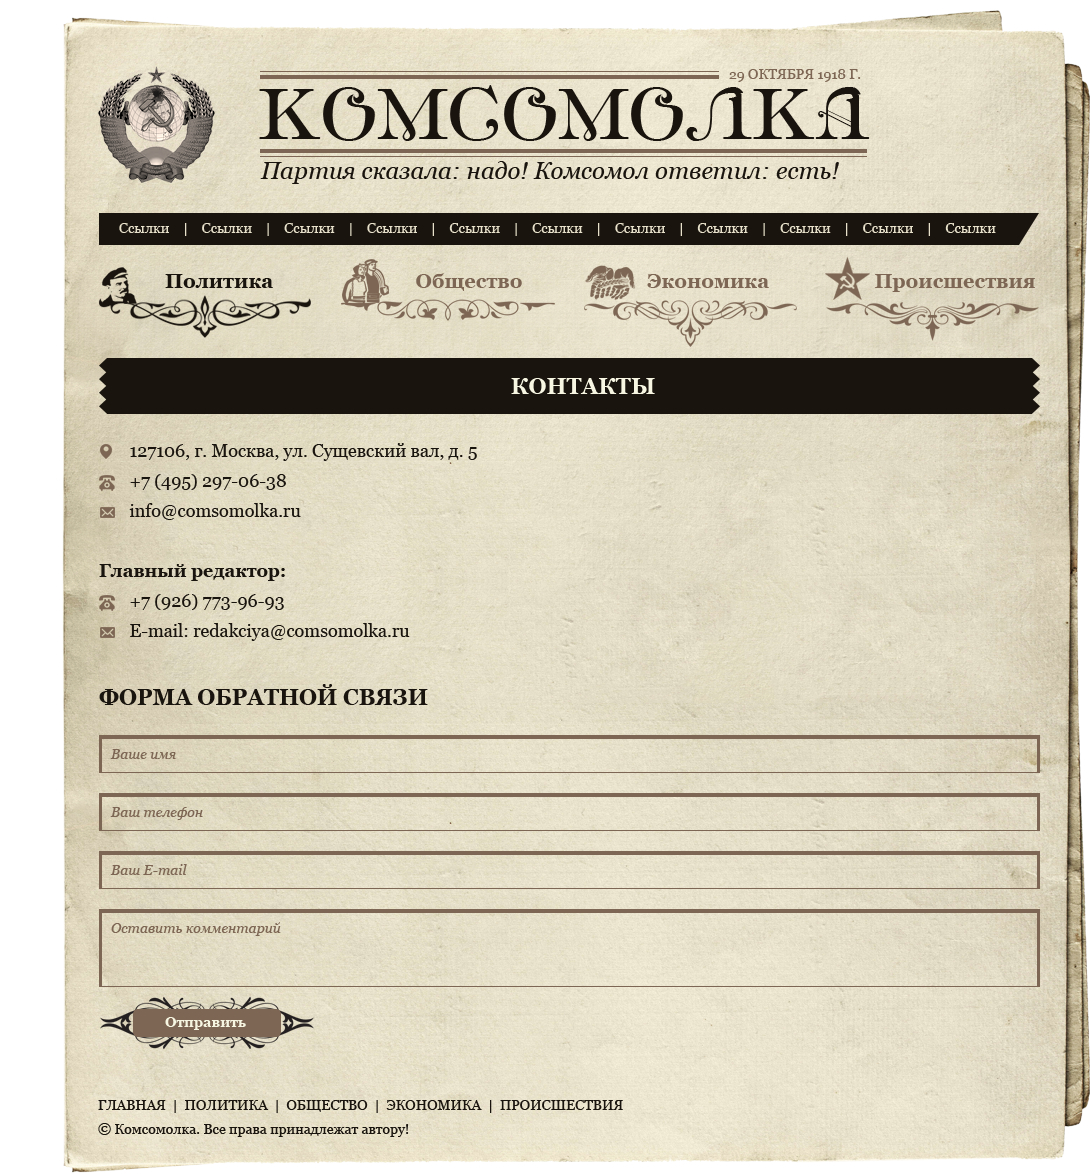 29 ОКТЯБРЯ 1918 Г.
КОМСОМОЛКА
Партия сказала: надо! Комсомол ответил: есть!
Ссылки | Ссылки | Ссылки | Ссылки | Ссылки | Ссылки | Ссылки | Ссылки | Ссылки | Ссылки | Ссылки
Политика Общество Экономика Происшествия
КОНТАКТЫ
127106, г. Москва, ул. Сущевский вал, д. 5
+7 (495) 297-06-38
info@comsomolka.ru
Главный редактор:
+7 (926) 773-96-93
E-mail: redakciya@comsomolka.ru
ФОРМА ОБРАТНОЙ СВЯЗИ
Ваше имя
Ваш телефон
Ваш E-mail
Оставить комментарий
Отправить
ГЛАВНАЯ | ПОЛИТИКА | ОБЩЕСТВО | ЭКОНОМИКА | ПРОИСШЕСТВИЯ
© Комсомолка. Все права принадлежат автору!